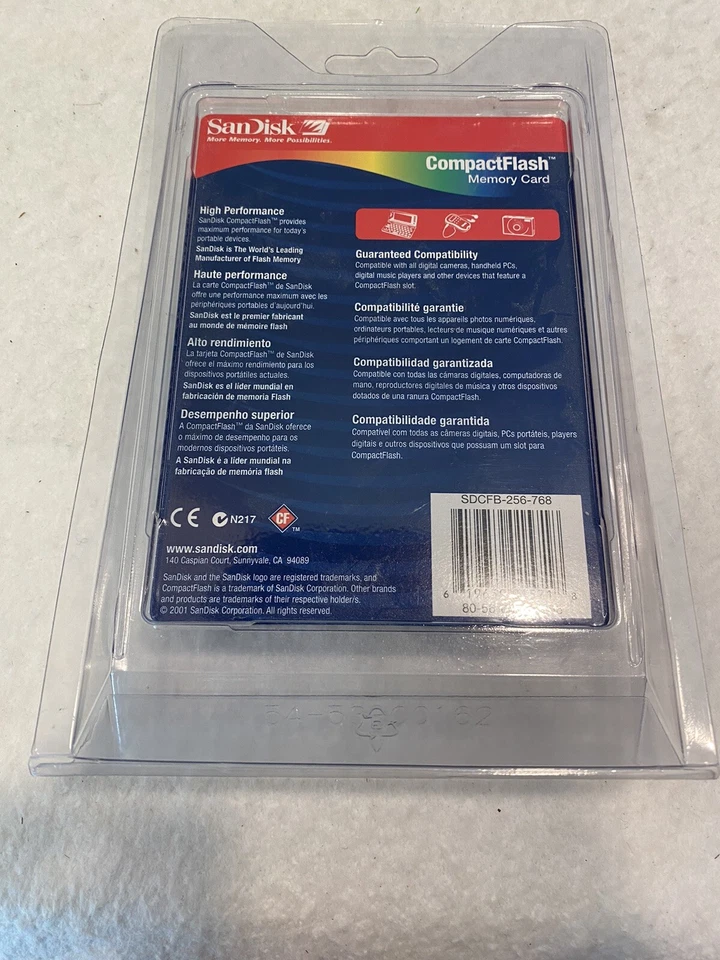 SanDisk
More Memory. More Possibilities.
CompactFlash™
Memory Card
High Performance
SanDisk CompactFlash™ provides
maximum performance for today's
portable devices.
SanDisk is The World's Leading
Manufacturer of Flash Memory
Haute performance
La carte CompactFlash™ de SanDisk
offre une performance maximum avec les
périphériques portables d'aujourd'hui.
SanDisk est le premier fabricant
au monde de mémoire flash
Alto rendimiento
La tarjeta CompactFlash™ de SanDisk
ofrece el máximo rendimiento para los
dispositivos portátiles actuales.
SanDisk es el líder mundial en
fabricación de memoria Flash
Desempenho superior
A CompactFlash™ da SanDisk oferece
o máximo de desempenho para os
modernos dispositivos portáteis.
A SanDisk é a líder mundial na
fabricação de memória flash
Guaranteed Compatibility
Compatible with all digital cameras, handheld PCs,
digital music players and other devices that feature a
CompactFlash slot.
Compatibilité garantie
Compatible avec tous les appareils photos numériques,
ordinateurs portables, lecteurs de musique numériques et autres
périphériques comportant un logement de carte CompactFlash.
Compatibilidad garantizada
Compatible con todas las cámaras digitales, computadoras de
mano, reproductores digitales de música y otros dispositivos
dotados de una ranura CompactFlash.
Compatibilidade garantida
Compatível com todas as câmeras digitais, PCs portáteis, players
digitais e outros dispositivos que possuam um slot para
CompactFlash.
CE N217 CF TM
www.sandisk.com
140 Caspian Court, Sunnyvale, CA 94089
SanDisk and the SanDisk logo are registered trademarks, and
CompactFlash is a trademark of SanDisk Corporation. Other brands
and products are trademarks of their respective holder/s.
© 2001 SanDisk Corporation. All rights reserved.
SDCFB-256-768